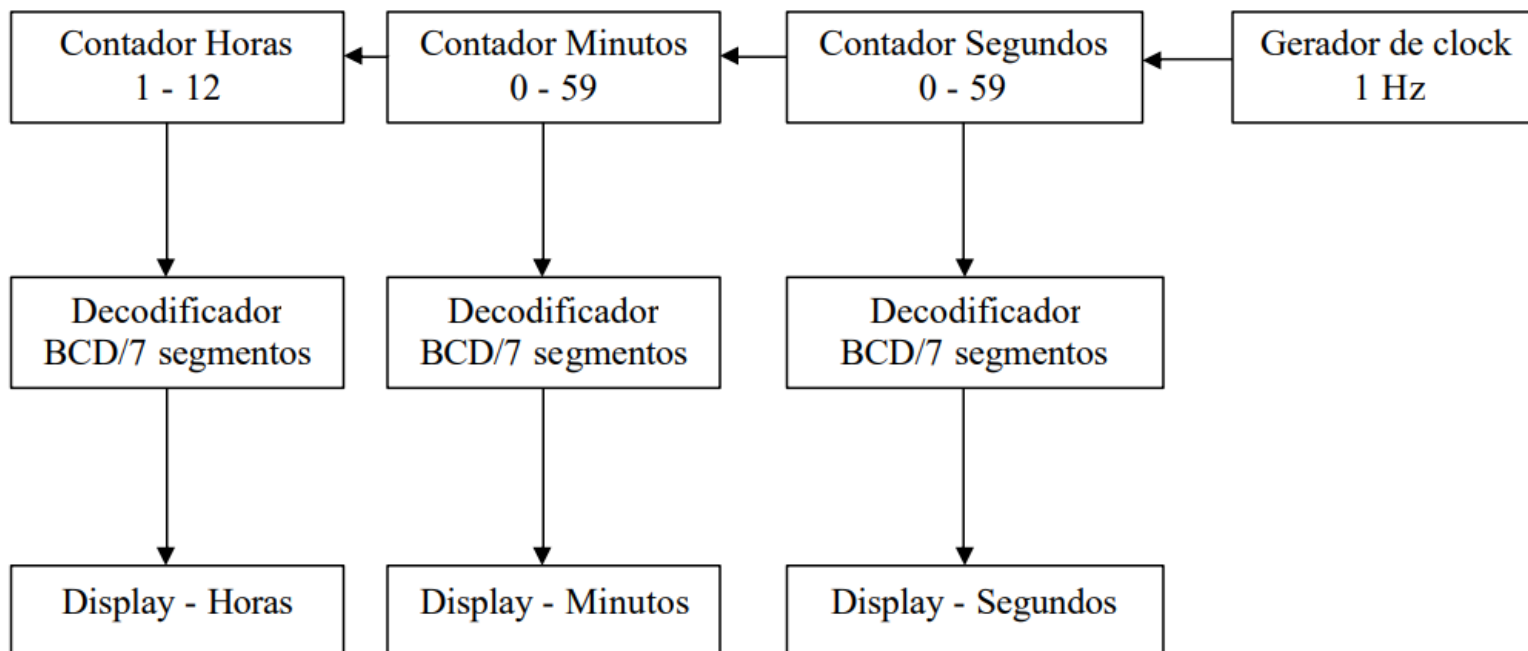 Contador Horas
1 - 12
Contador Minutos
0 - 59
Contador Segundos
0 - 59
Gerador de clock
1 Hz
Decodificador
BCD/7 segmentos
Decodificador
BCD/7 segmentos
Decodificador
BCD/7 segmentos
Display - Horas
Display - Minutos
Display - Segundos